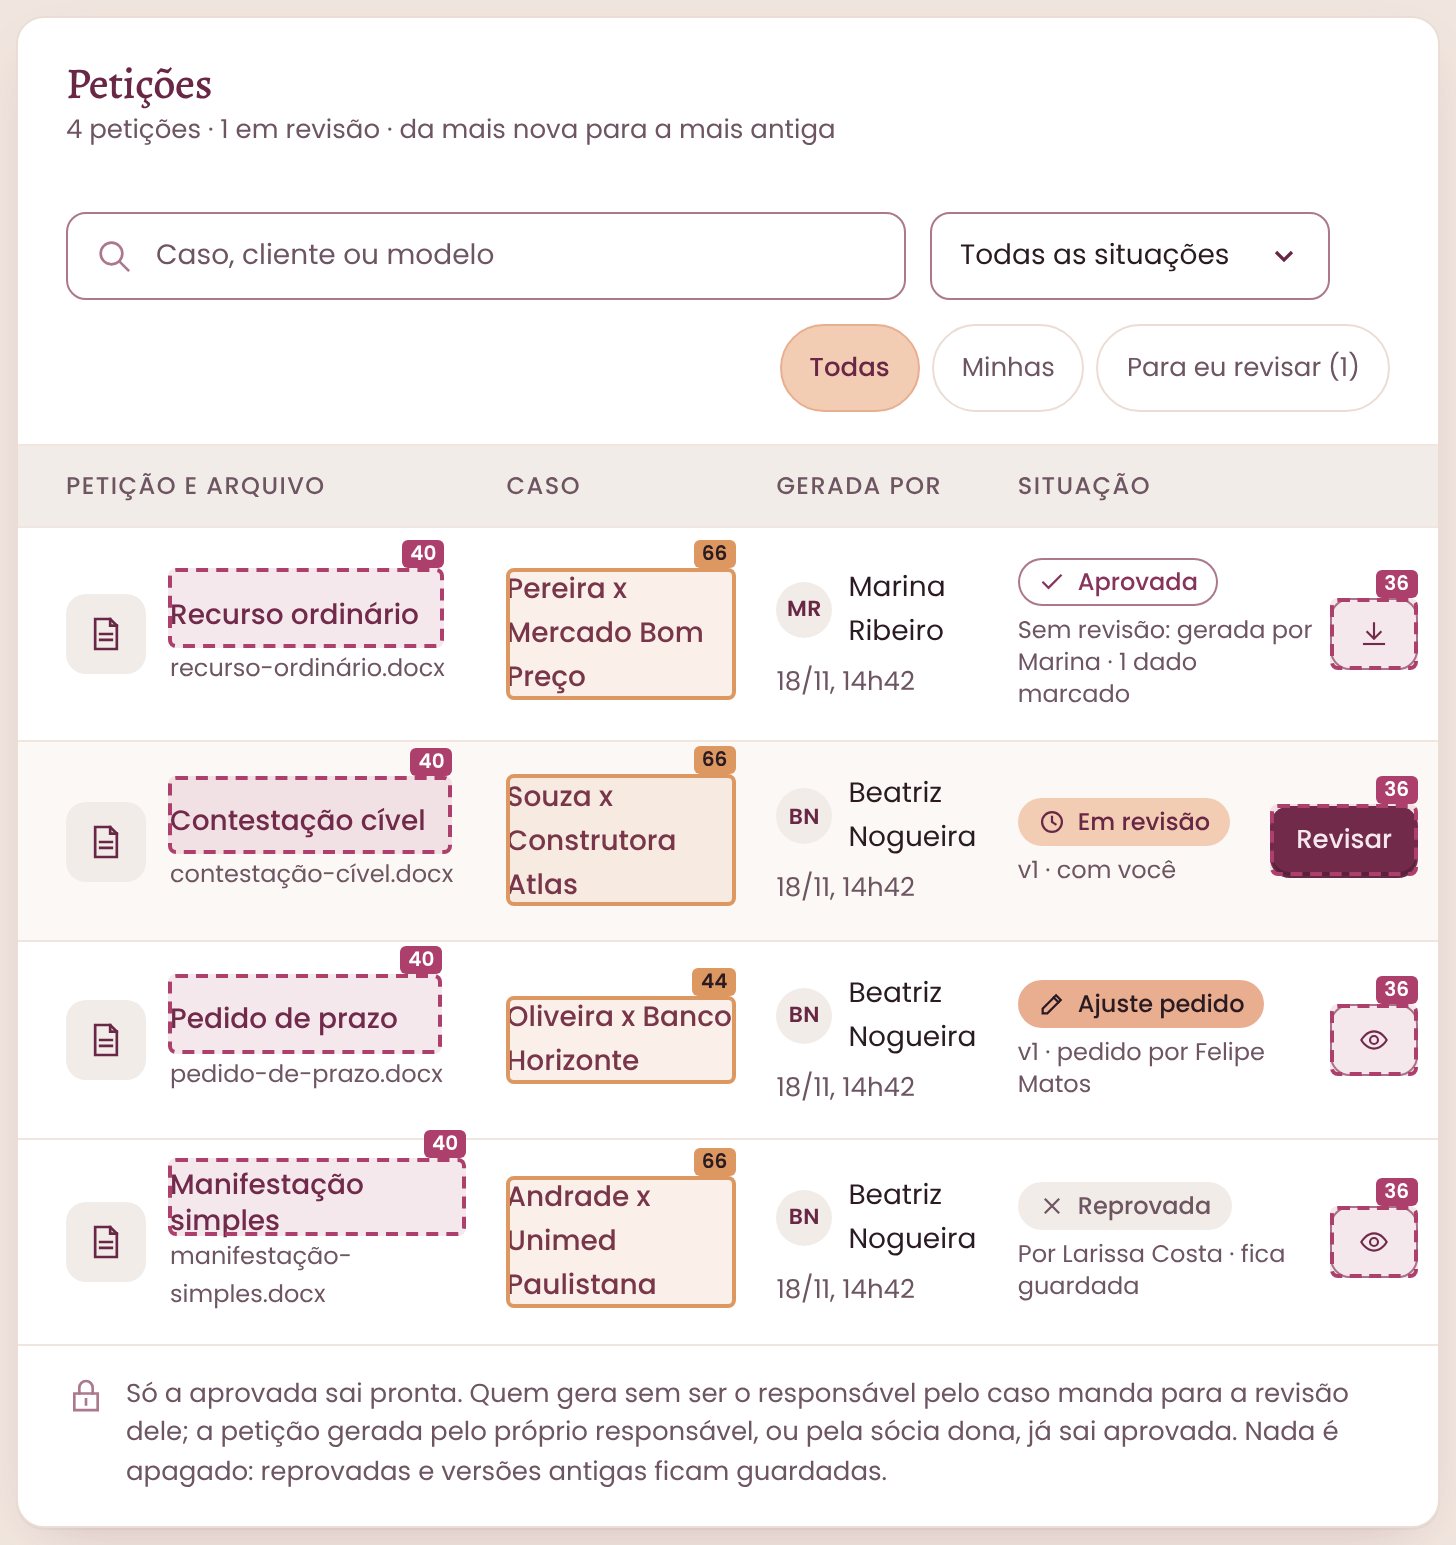 Petições
4 petições · 1 em revisão · da mais nova para a mais antiga
Caso, cliente ou modelo
Todas as situações
Todas
Minhas
Para eu revisar (1)
PETIÇÃO E ARQUIVO
CASO
GERADA POR
SITUAÇÃO
40
Recurso ordinário
recurso-ordinário.docx
66
Pereira x
Mercado Bom
Preço
MR
Marina
Ribeiro
18/11, 14h42
Aprovada
Sem revisão: gerada por
Marina · 1 dado
marcado
36
40
Contestação cível
contestação-cível.docx
66
Souza x
Construtora
Atlas
BN
Beatriz
Nogueira
18/11, 14h42
Em revisão
v1 · com você
36
Revisar
40
Pedido de prazo
pedido-de-prazo.docx
44
Oliveira x Banco
Horizonte
BN
Beatriz
Nogueira
18/11, 14h42
Ajuste pedido
v1 · pedido por Felipe
Matos
36
40
Manifestação
simples
manifestação-
simples.docx
66
Andrade x
Unimed
Paulistana
BN
Beatriz
Nogueira
18/11, 14h42
Reprovada
Por Larissa Costa · fica
guardada
36
Só a aprovada sai pronta. Quem gera sem ser o responsável pelo caso manda para a revisão
dele; a petição gerada pelo próprio responsável, ou pela sócia dona, já sai aprovada. Nada é
apagado: reprovadas e versões antigas ficam guardadas.